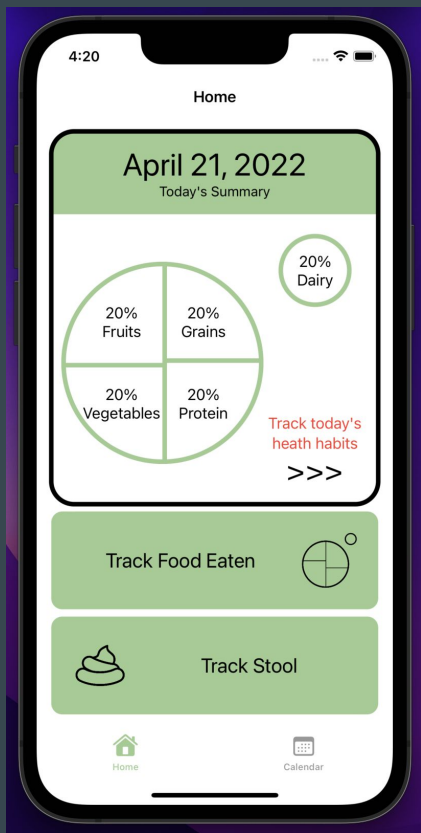 4:20
Home
April 21, 2022
Today's Summary
20%
Dairy
20%
Fruits
20%
Grains
20%
Vegetables
20%
Protein
Track today's
heath habits
>>>
Track Food Eaten
Track Stool
Home
Calendar